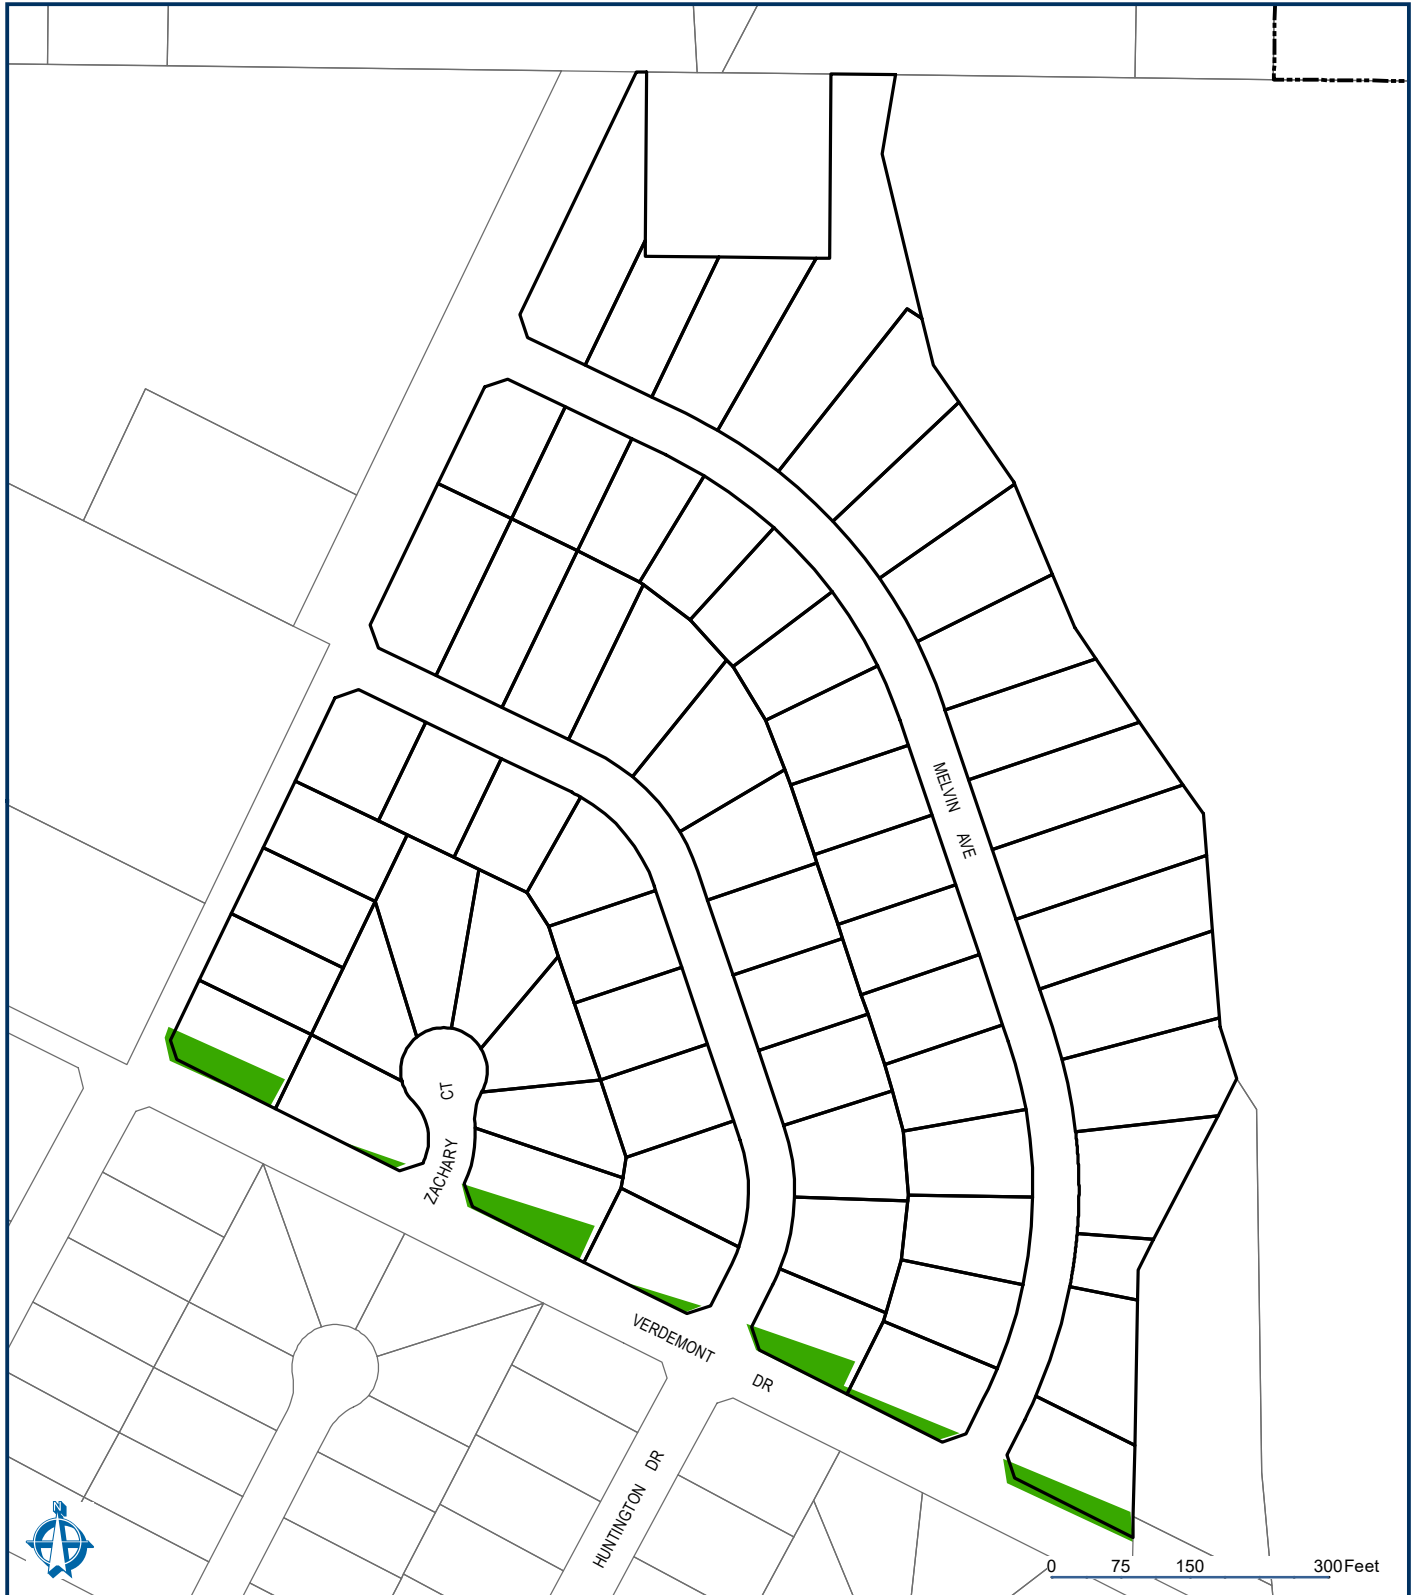 MELVIN AVE
ZACHARY CT
VERDEMONT DR
HUNTINGTON DR
N
0 75 150 300 Feet